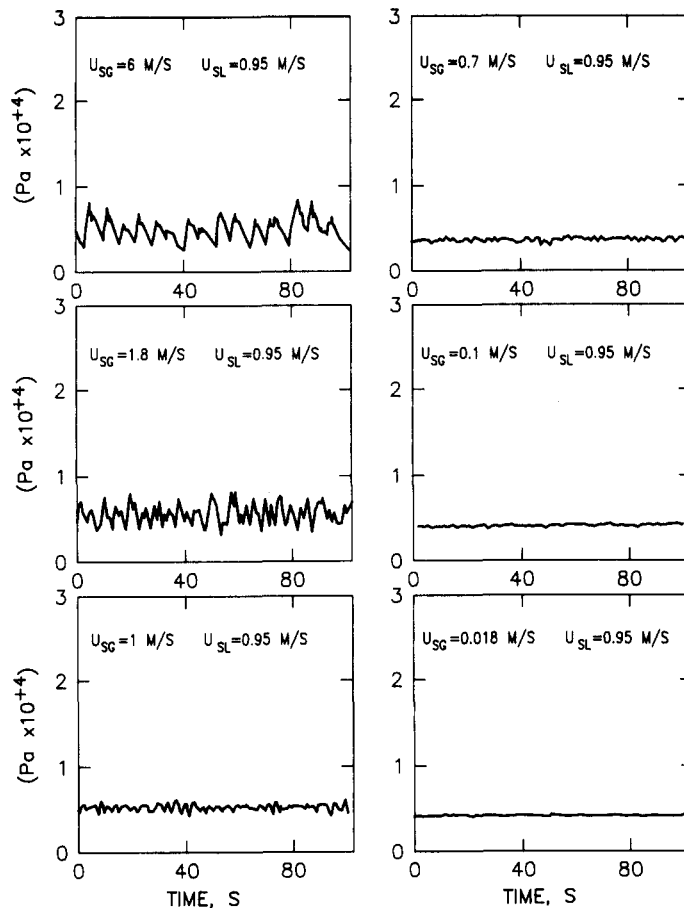 3
U_SG=6 M/S U_SL=0.95 M/S
2
1
0
0 40 80
(Pa x10+4)
U_SG=0.7 M/S U_SL=0.95 M/S
3
2
1
0
0 40 80
3
U_SG=1.8 M/S U_SL=0.95 M/S
2
1
0
0 40 80
(Pa x10+4)
3
U_SG=0.1 M/S U_SL=0.95 M/S
2
1
0
0 40 80
3
U_SG=1 M/S U_SL=0.95 M/S
2
1
0
0 40 80
(Pa x10+4)
TIME, S
3
U_SG=0.018 M/S U_SL=0.95 M/S
2
1
0
0 40 80
TIME, S